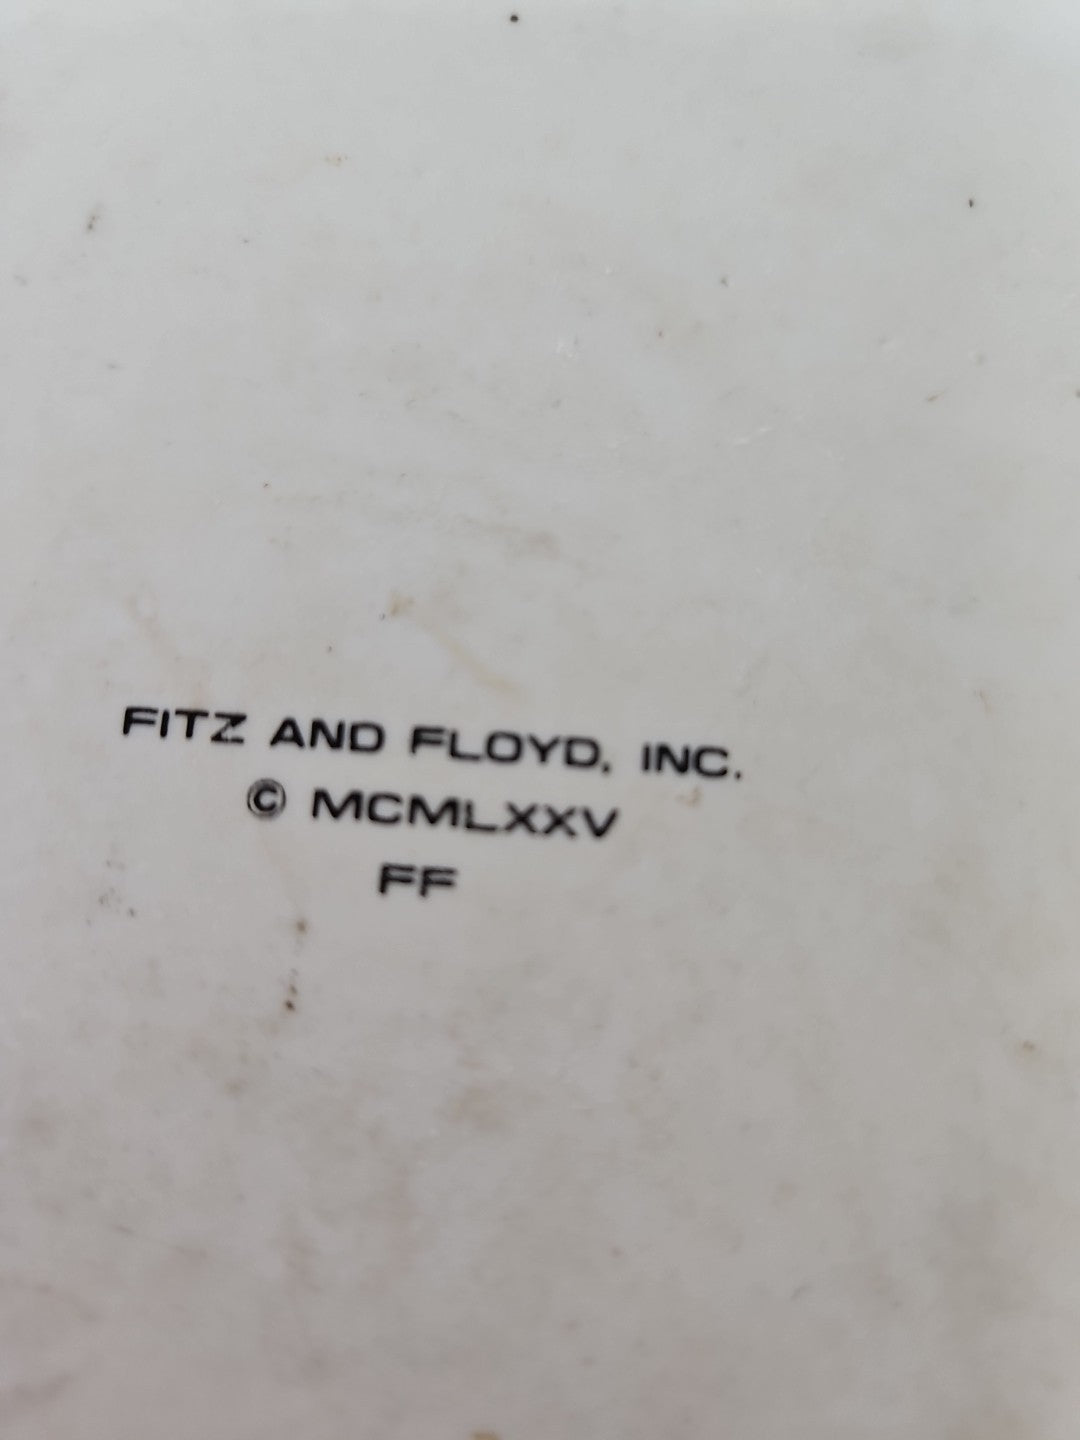 FITZ AND FLOYD, INC.
© MCMLXXV
FF